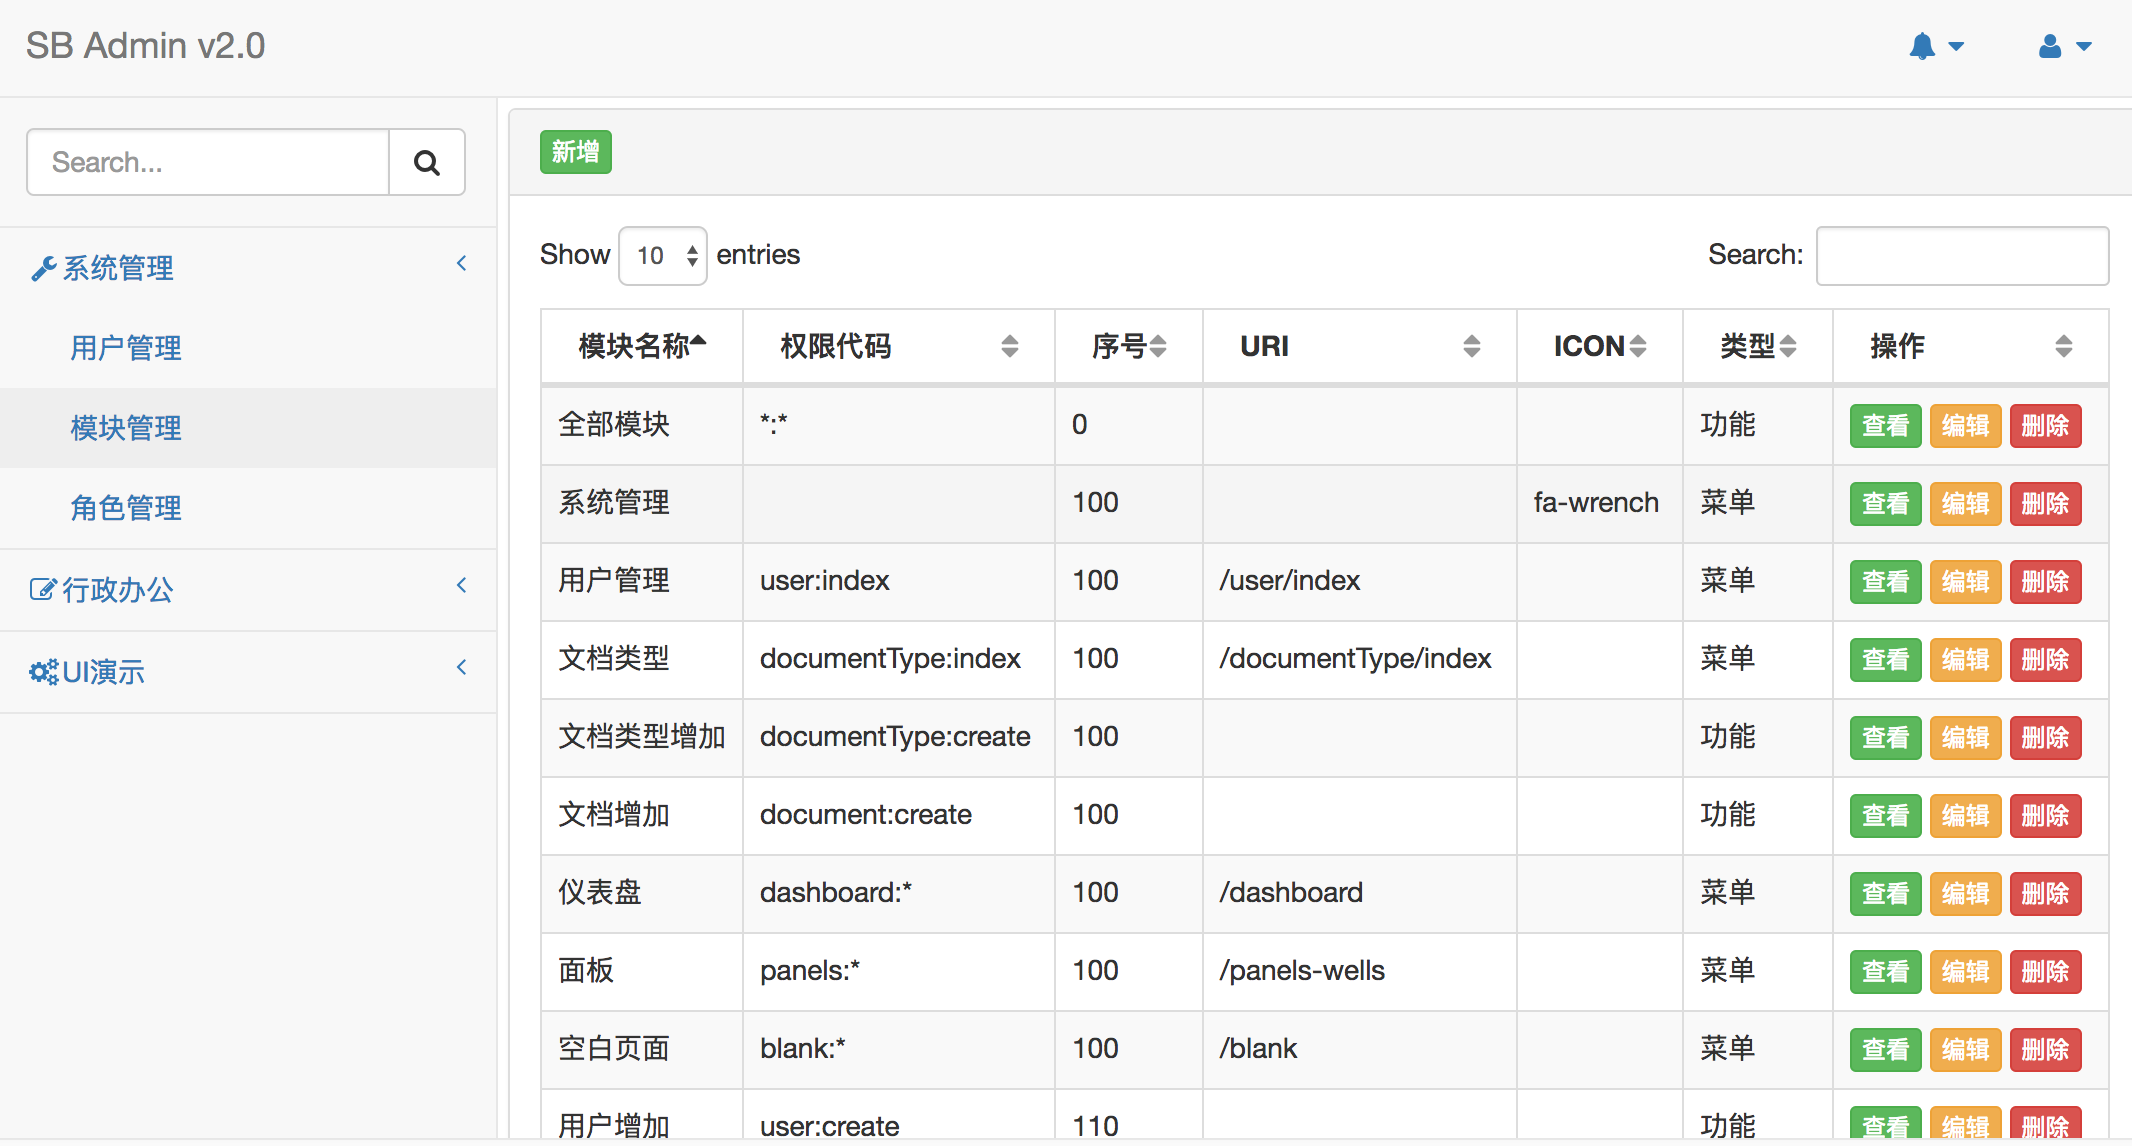 SB Admin v2.0
Search...
系统管理
用户管理
模块管理
角色管理
行政办公
UI演示
新增
Show 10 entries Search:
模块名称 权限代码 序号 URI ICON 类型 操作
全部模块 *:* 0 功能 查看 编辑 删除
系统管理 100 fa-wrench 菜单 查看 编辑 删除
用户管理 user:index 100 /user/index 菜单 查看 编辑 删除
文档类型 documentType:index 100 /documentType/index 菜单 查看 编辑 删除
文档类型增加 documentType:create 100 功能 查看 编辑 删除
文档增加 document:create 100 功能 查看 编辑 删除
仪表盘 dashboard:* 100 /dashboard 菜单 查看 编辑 删除
面板 panels:* 100 /panels-wells 菜单 查看 编辑 删除
空白页面 blank:* 100 /blank 菜单 查看 编辑 删除
用户增加 user:create 110 功能 查看 编辑 删除